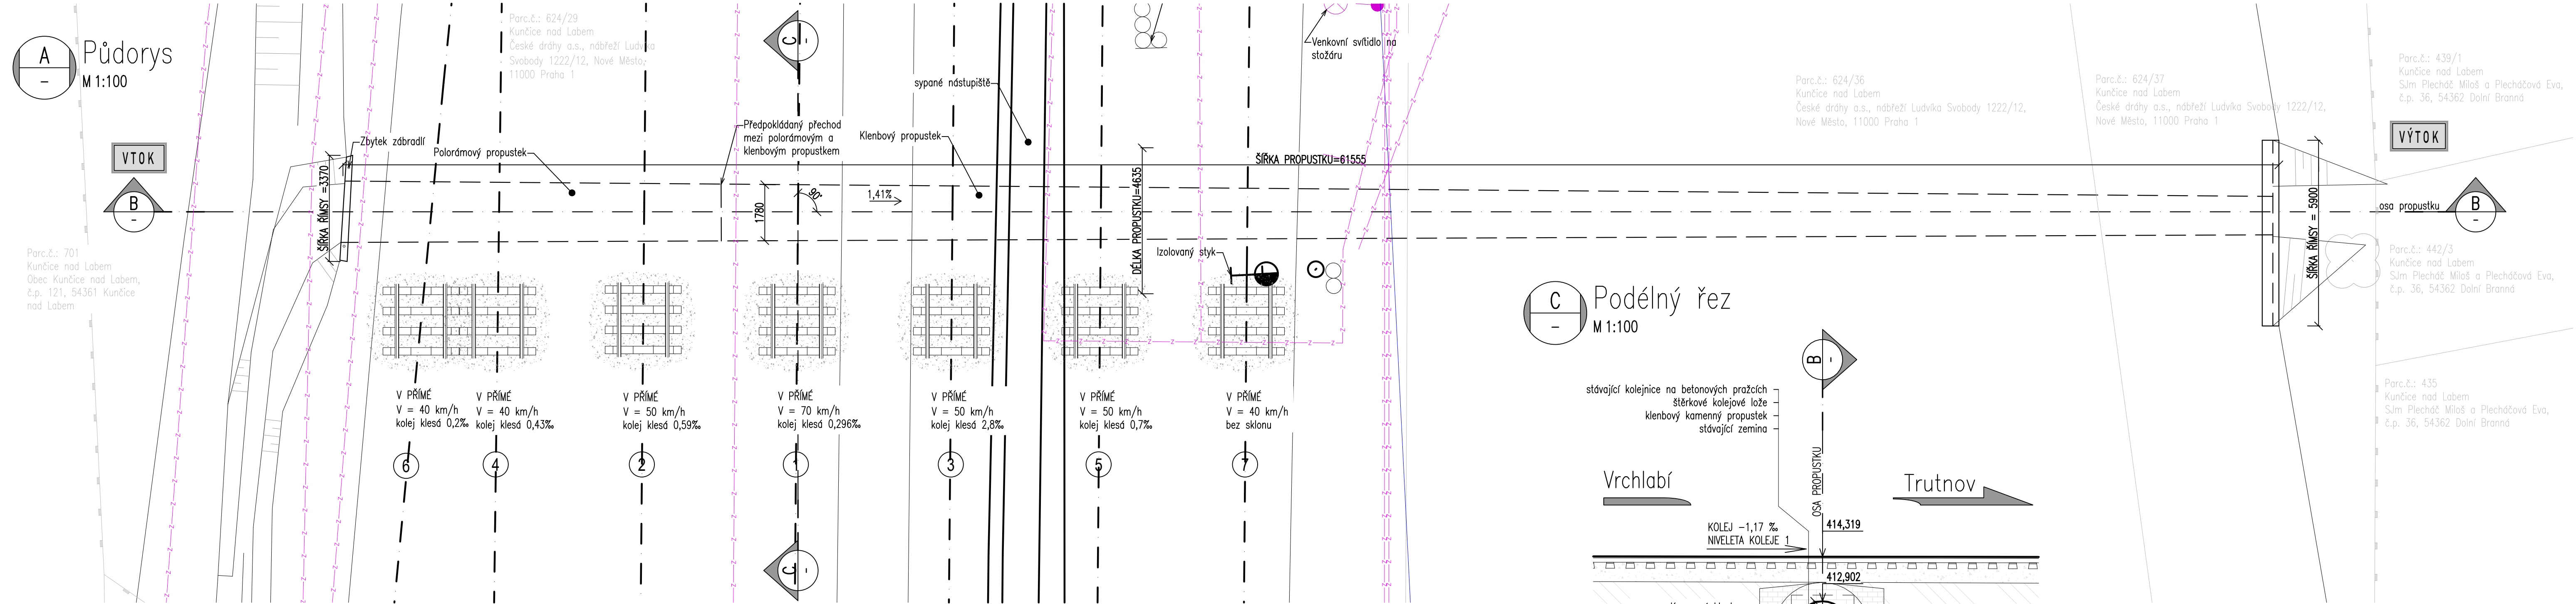 A
–
Půdorys
M 1:100
Parc.č.: 624/29
Kunčice nad Labem
České dráhy a.s., nábřeží Ludvíka
Svobody 1222/12, Nové Město,
11000 Praha 1
C
–
sypané nástupiště
Venkovní svítidlo na
stožáru
Parc.č.: 624/36
Kunčice nad Labem
České dráhy a.s., nábřeží Ludvíka Svobody 1222/12,
Nové Město, 11000 Praha 1
Parc.č.: 624/37
Kunčice nad Labem
České dráhy a.s., nábřeží Ludvíka Svobody 1222/12,
Nové Město, 11000 Praha 1
Parc.č.: 439/1
Kunčice nad Labem
SJm Plecháč Miloš a Plecháčová Eva,
č.p. 36, 54362 Dolní Branná
VTOK
Zbytek zábradlí
Polorámový propustek
Předpokládaný přechod
mezi polorámovým a
klenbovým propustkem
Klenbový propustek
ŠÍŘKA PROPUSTKU=61555
VÝTOK
B
–
ŠÍŘKA ŘÍMSY =3370
1780
90°
1,41%
DÉLKA PROPUSTKU=4635
Izolovaný styk
ŠÍŘKA ŘÍMSY = 5900
osa propustku
B
–
Parc.č.: 701
Kunčice nad Labem
Obec Kunčice nad Labem,
č.p. 121, 54361 Kunčice
nad Labem
Parc.č.: 442/3
Kunčice nad Labem
SJm Plecháč Miloš a Plecháčová Eva,
č.p. 36, 54362 Dolní Branná
Parc.č.: 435
Kunčice nad Labem
SJm Plecháč Miloš a Plecháčová Eva,
č.p. 36, 54362 Dolní Branná
V PŘÍMÉ
V = 40 km/h
kolej klesá 0,2‰
V PŘÍMÉ
V = 40 km/h
kolej klesá 0,43‰
V PŘÍMÉ
V = 50 km/h
kolej klesá 0,59‰
V PŘÍMÉ
V = 70 km/h
kolej klesá 0,296‰
V PŘÍMÉ
V = 50 km/h
kolej klesá 2,8‰
V PŘÍMÉ
V = 50 km/h
kolej klesá 0,7‰
V PŘÍMÉ
V = 40 km/h
bez sklonu
6
4
2
1
3
5
7
C
–
C
–
Podélný řez
M 1:100
B
–
stávající kolejnice na betonových pražcích
štěrkové kolejové lože
klenbový kamenný propustek
stávající zemina
OSA PROPUSTKU
Vrchlabí
Trutnov
KOLEJ -1,17 ‰
NIVELETA KOLEJE 1
414,319
412,902